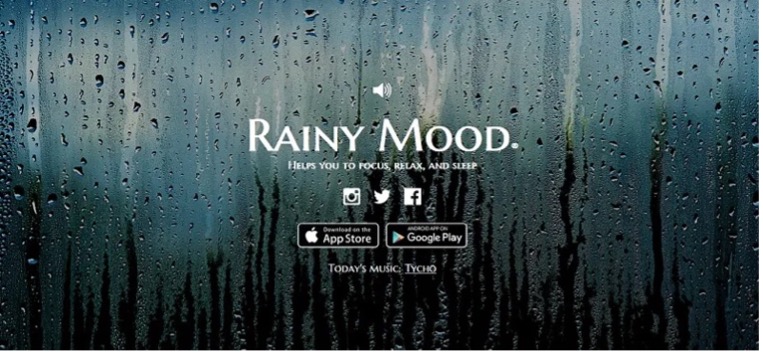 RAINY MOOD.
HELPS YOU TO FOCUS, RELAX, AND SLEEP
Download on the
App Store
ANDROID APP ON
Google Play
TODAY'S MUSIC: TYCHO